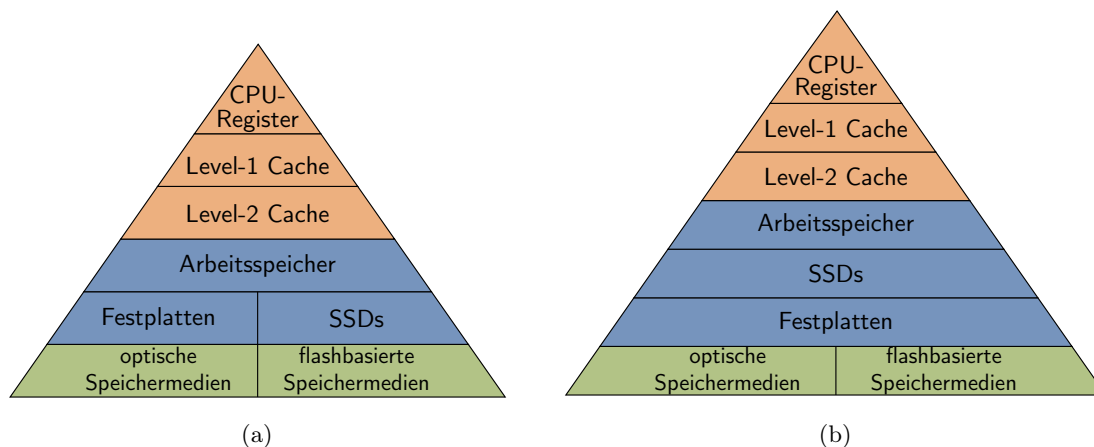 CPU-
Register
Level-1 Cache
Level-2 Cache
Arbeitsspeicher
Festplatten
SSDs
optische
Speichermedien
flashbasierte
Speichermedien
(a)
CPU-
Register
Level-1 Cache
Level-2 Cache
Arbeitsspeicher
SSDs
Festplatten
optische
Speichermedien
flashbasierte
Speichermedien
(b)